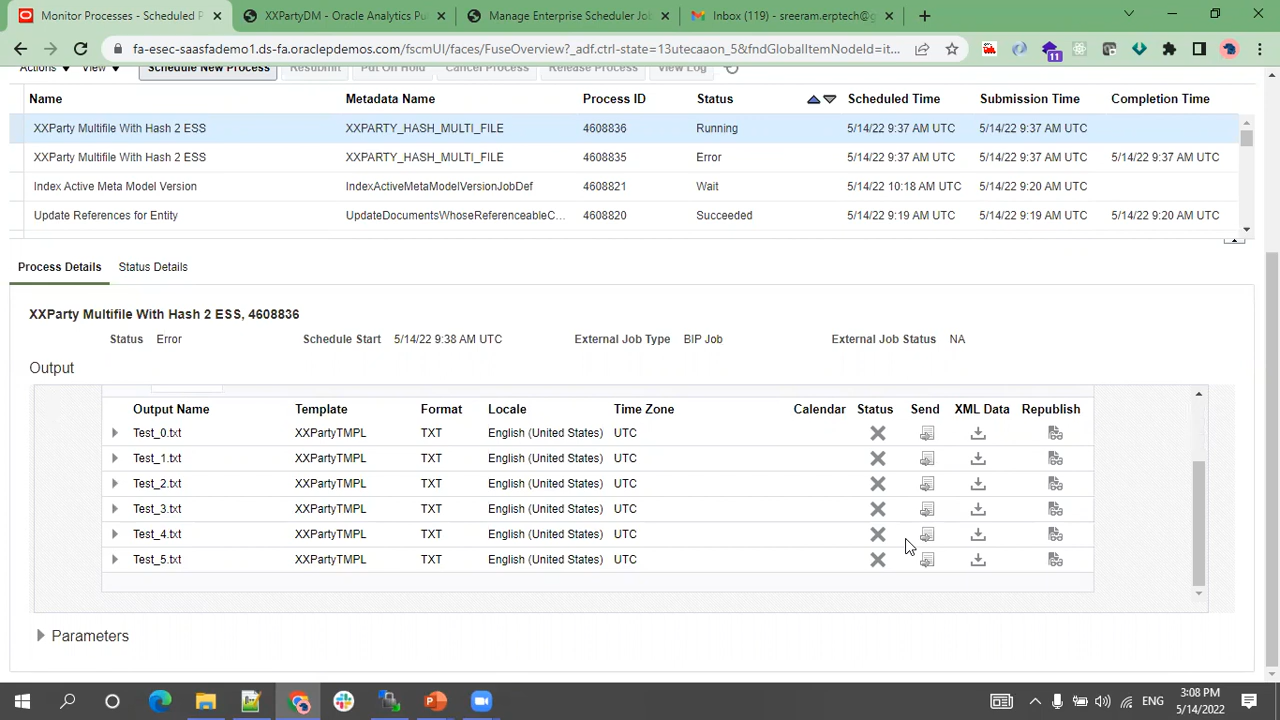 Monitor Processes - Scheduled P
XXPartyDM - Oracle Analytics Pu
Manage Enterprise Scheduler Jo
Inbox (119) - sreeram.erptech@
fa-esec-saasfademo1.ds-fa.oraclepdemos.com/fscmUI/faces/FuseOverview?_adf.ctrl-state=13utecaaon_5&fndGlobalItemNodeId=it...
11
Actions View Schedule New Process Resubmit Put On Hold Cancel Process Release Process View Log
Name Metadata Name Process ID Status Scheduled Time Submission Time Completion Time
XXParty Multifile With Hash 2 ESS XXPARTY_HASH_MULTI_FILE 4608836 Running 5/14/22 9:37 AM UTC 5/14/22 9:37 AM UTC
XXParty Multifile With Hash 2 ESS XXPARTY_HASH_MULTI_FILE 4608835 Error 5/14/22 9:37 AM UTC 5/14/22 9:37 AM UTC 5/14/22 9:37 AM UTC
Index Active Meta Model Version IndexActiveMetaModelVersionJobDef 4608821 Wait 5/14/22 10:18 AM UTC 5/14/22 9:20 AM UTC
Update References for Entity UpdateDocumentsWhoseReferenceableC... 4608820 Succeeded 5/14/22 9:19 AM UTC 5/14/22 9:19 AM UTC 5/14/22 9:20 AM UTC
Process Details Status Details
XXParty Multifile With Hash 2 ESS, 4608836
Status Error Schedule Start 5/14/22 9:38 AM UTC External Job Type BIP Job External Job Status NA
Output
Output Name Template Format Locale Time Zone Calendar Status Send XML Data Republish
Test_0.txt XXPartyTMPL TXT English (United States) UTC
Test_1.txt XXPartyTMPL TXT English (United States) UTC
Test_2.txt XXPartyTMPL TXT English (United States) UTC
Test_3.txt XXPartyTMPL TXT English (United States) UTC
Test_4.txt XXPartyTMPL TXT English (United States) UTC
Test_5.txt XXPartyTMPL TXT English (United States) UTC
Parameters
ENG
3:08 PM
5/14/2022